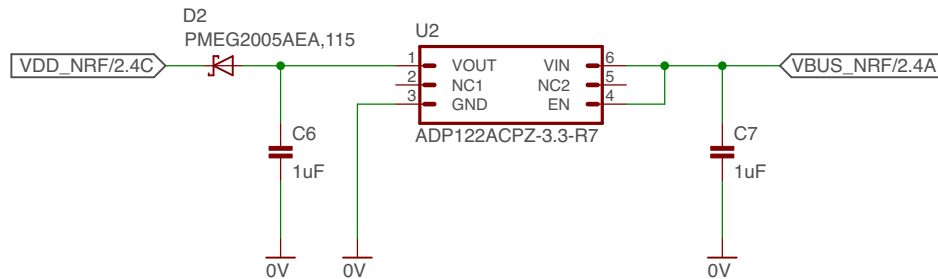 D2
PMEG2005AEA,115
U2
VDD_NRF/2.4C
1
VOUT
VIN
6
VBUS_NRF/2.4A
2
NC1
NC2
5
3
GND
EN
4
ADP122ACPZ-3.3-R7
C6
1uF
C7
1uF
0V
0V
0V